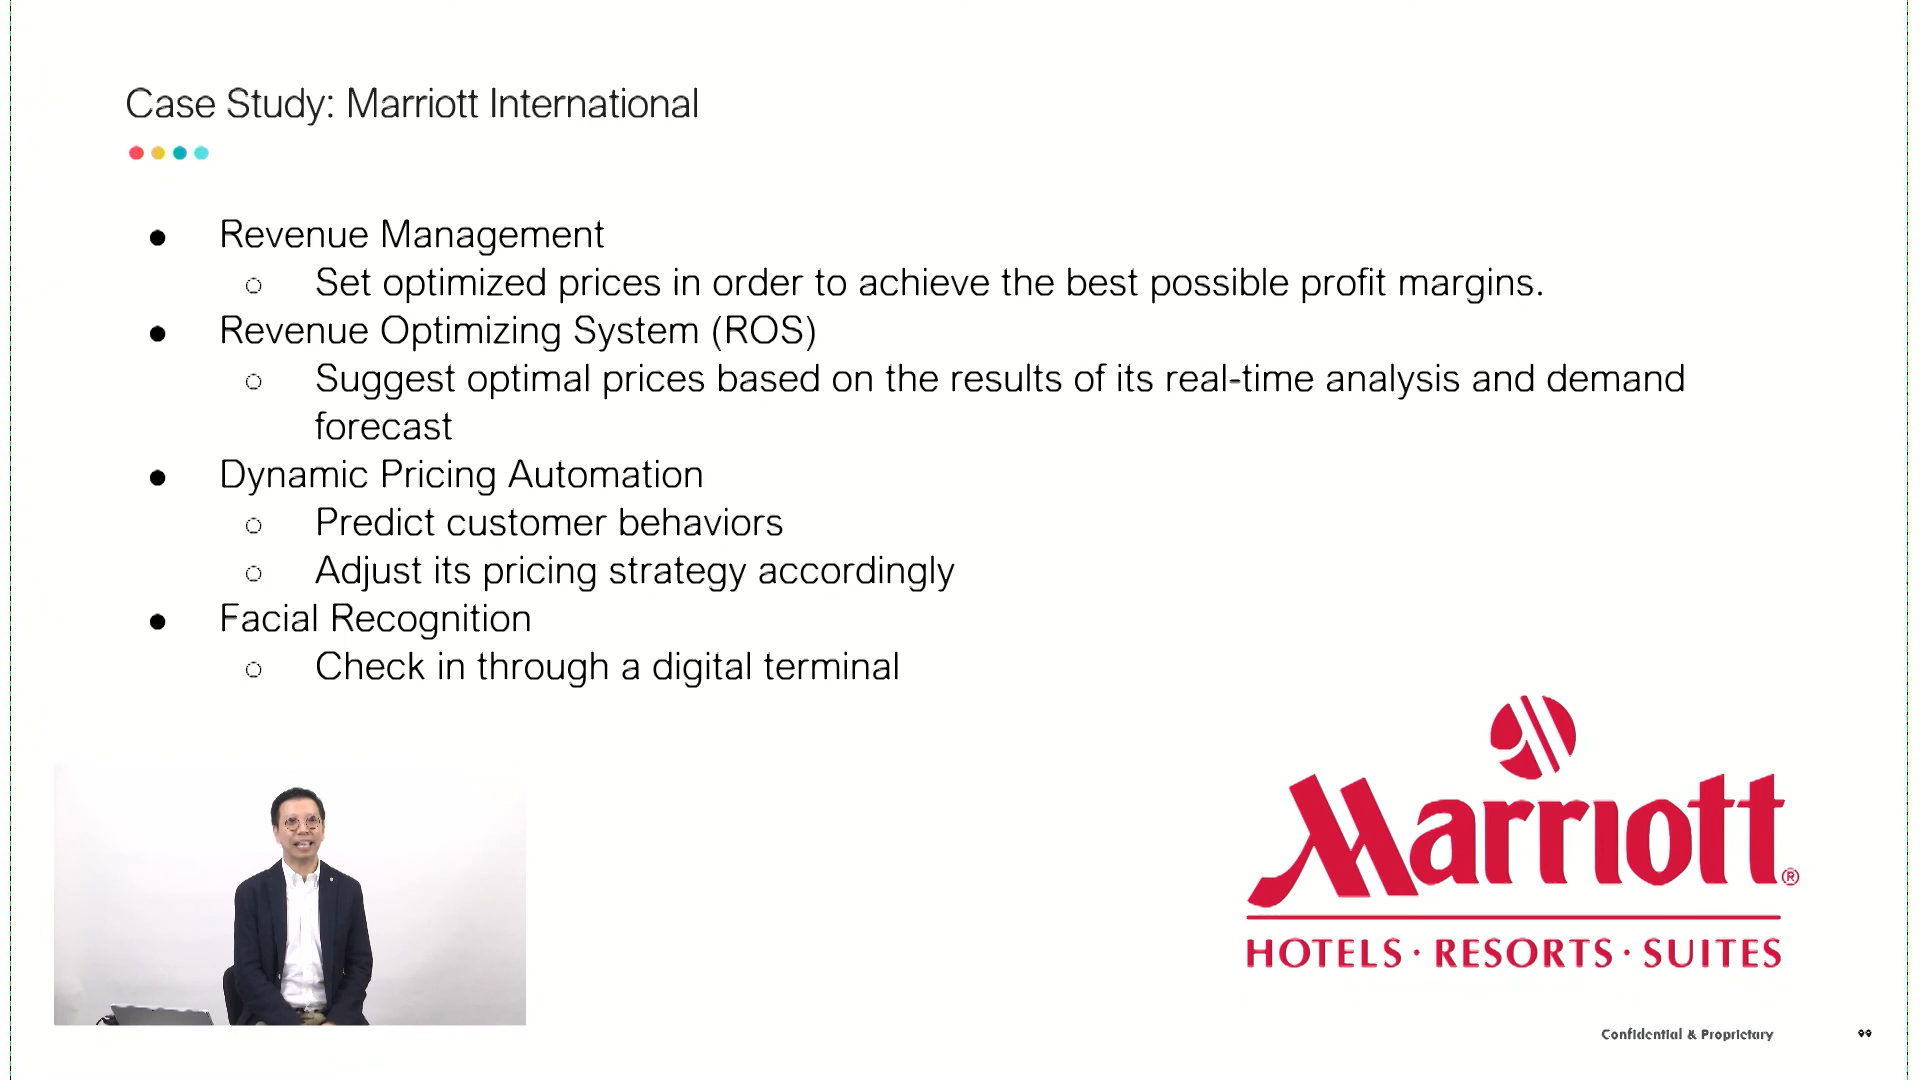 Case Study: Marriott International
● Revenue Management
○ Set optimized prices in order to achieve the best possible profit margins.
● Revenue Optimizing System (ROS)
○ Suggest optimal prices based on the results of its real-time analysis and demand
forecast
● Dynamic Pricing Automation
○ Predict customer behaviors
○ Adjust its pricing strategy accordingly
● Facial Recognition
○ Check in through a digital terminal
Marriott®
HOTELS · RESORTS · SUITES
Confidential & Proprietary
99